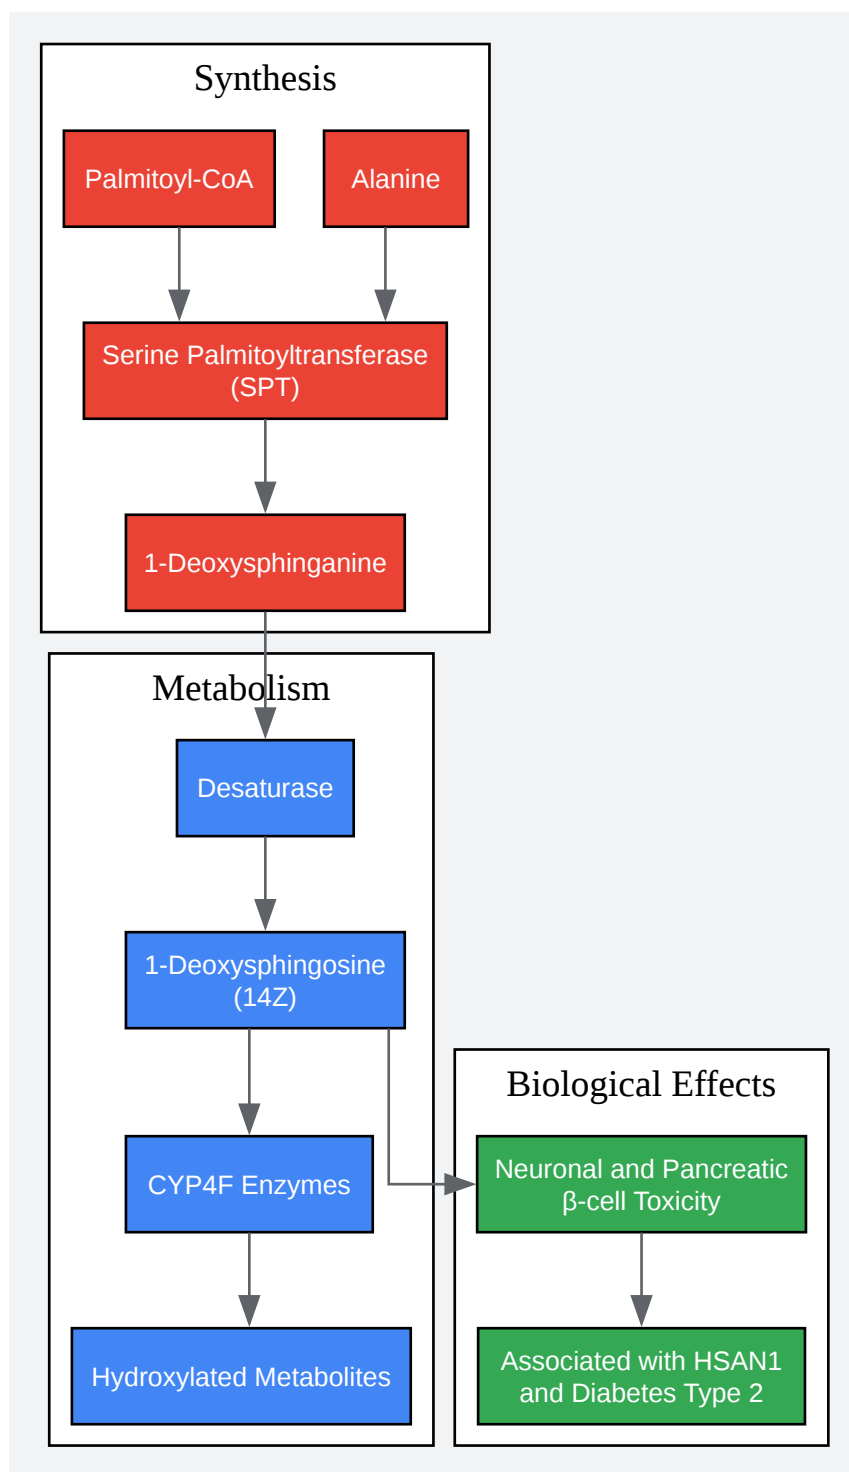 Synthesis
Palmitoyl-CoA
Alanine
Serine Palmitoyltransferase
(SPT)
1-Deoxysphinganine
Metabolism
Desaturase
1-Deoxysphingosine
(14Z)
CYP4F Enzymes
Hydroxylated Metabolites
Biological Effects
Neuronal and Pancreatic
β-cell Toxicity
Associated with HSAN1
and Diabetes Type 2